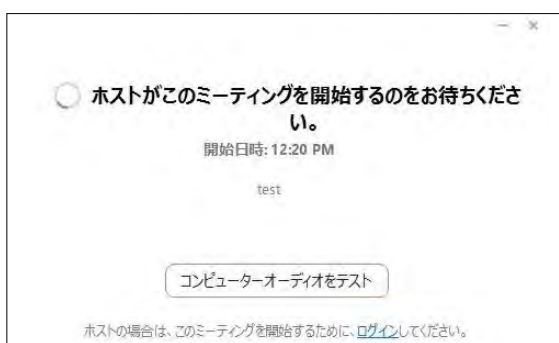 ホストがこのミーティングを開始するのをお待ちくださ
い。
開始日時: 12:20 PM
test
コンピューターオーディオをテスト
ホストの場合は、このミーティングを開始するために、ログインしてください。